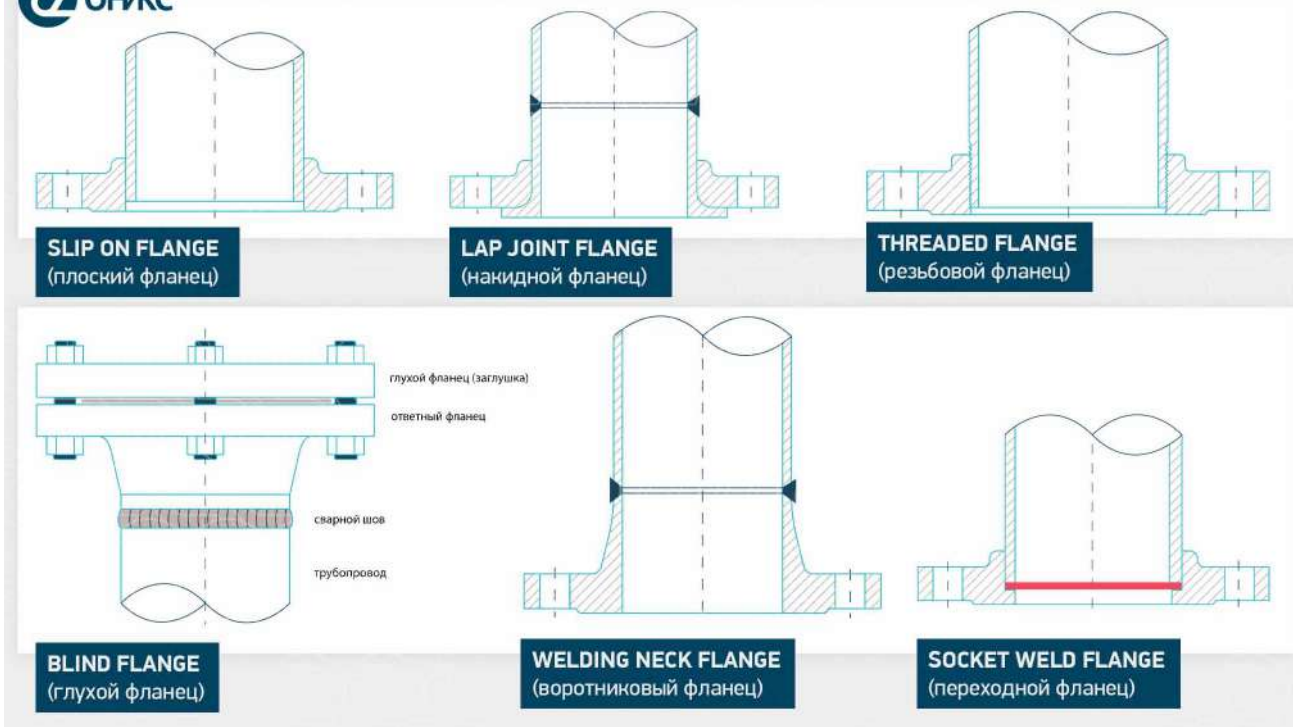 ОНИКС
SLIP ON FLANGE
(плоский фланец)
LAP JOINT FLANGE
(накидной фланец)
THREADED FLANGE
(резьбовой фланец)
глухой фланец (заглушка)
ответный фланец
сварной шов
трубопровод
BLIND FLANGE
(глухой фланец)
WELDING NECK FLANGE
(воротниковый фланец)
SOCKET WELD FLANGE
(переходной фланец)